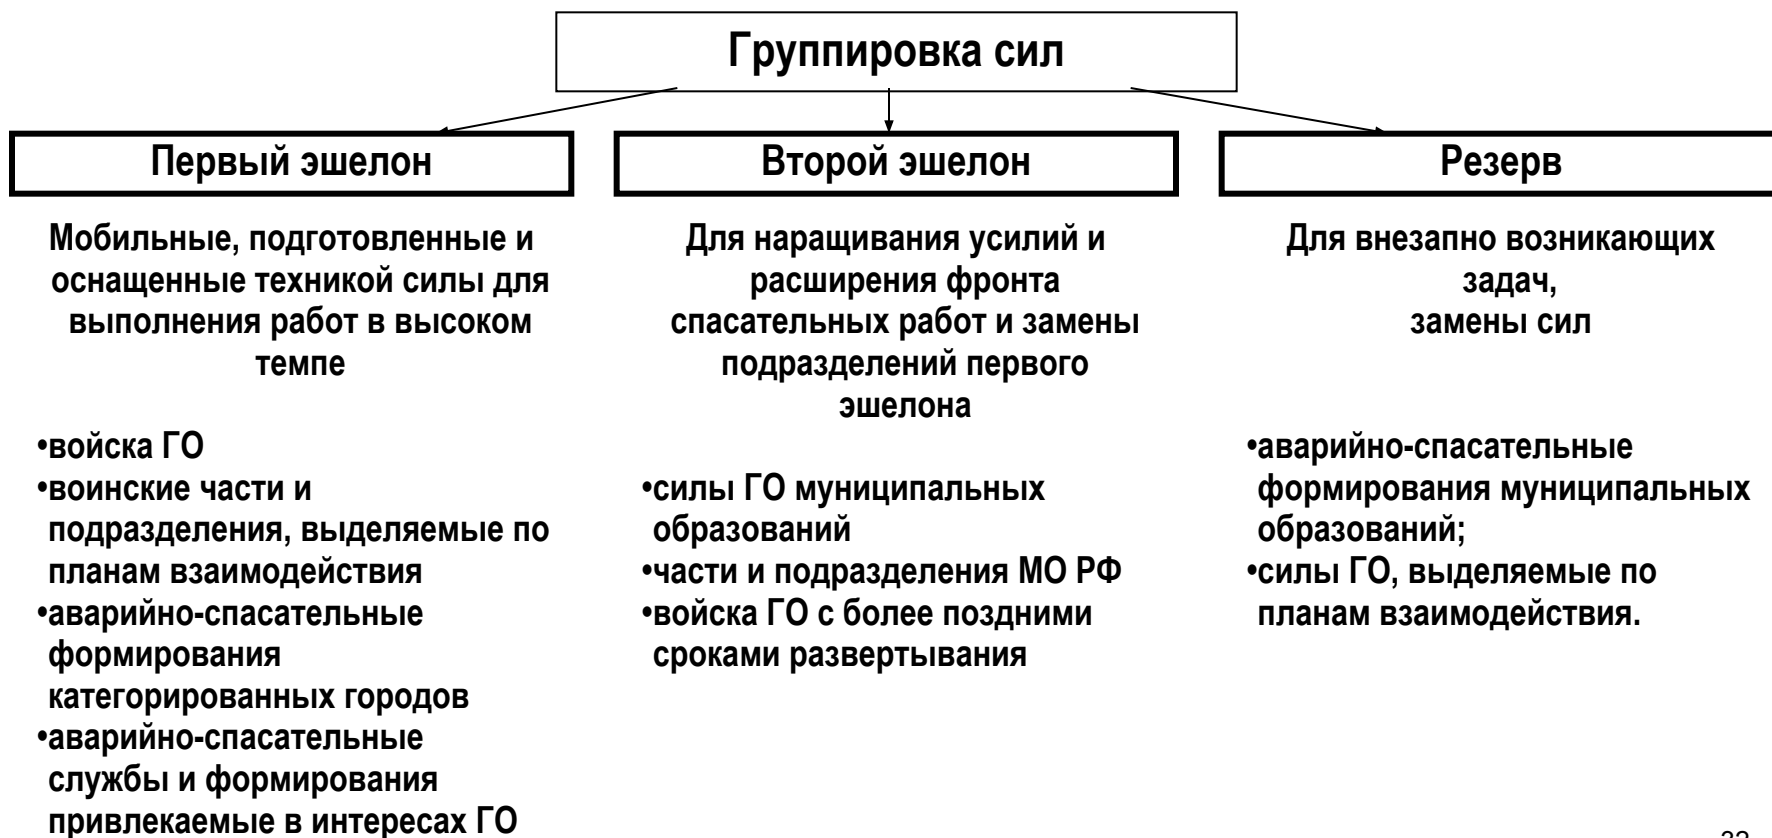 Группировка сил
Первый эшелон
Мобильные, подготовленные и
оснащенные техникой силы для
выполнения работ в высоком
темпе
•войска ГО
•воинские части и
подразделения, выделяемые по
планам взаимодействия
•аварийно-спасательные
формирования
категорированных городов
•аварийно-спасательные
службы и формирования
привлекаемые в интересах ГО
Второй эшелон
Для наращивания усилий и
расширения фронта
спасательных работ и замены
подразделений первого
эшелона
•силы ГО муниципальных
образований
•части и подразделения МО РФ
•войска ГО с более поздними
сроками развертывания
Резерв
Для внезапно возникающих
задач,
замены сил
•аварийно-спасательные
формирования муниципальных
образований;
•силы ГО, выделяемые по
планам взаимодействия.